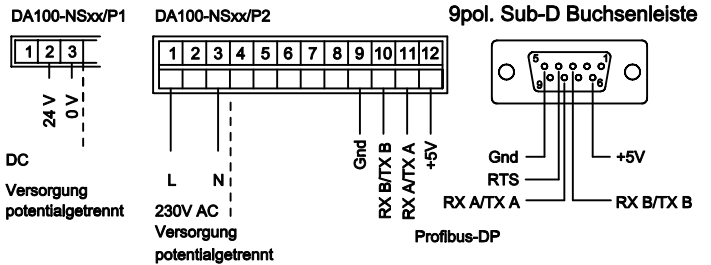 DA100-NSxx/P1
1 2 3
24 V
0 V
DC
Versorgung
potentialgetrennt
DA100-NSxx/P2
1 2 3 4 5 6 7 8 9 10 11 12
L
N
230V AC
Versorgung
potentialgetrennt
Gnd
RX B/TX B
RX A/TX A
+5V
9pol. Sub-D Buchsenleiste
5 1
9 6
Gnd
+5V
RTS
RX A/TX A
RX B/TX B
Profibus-DP